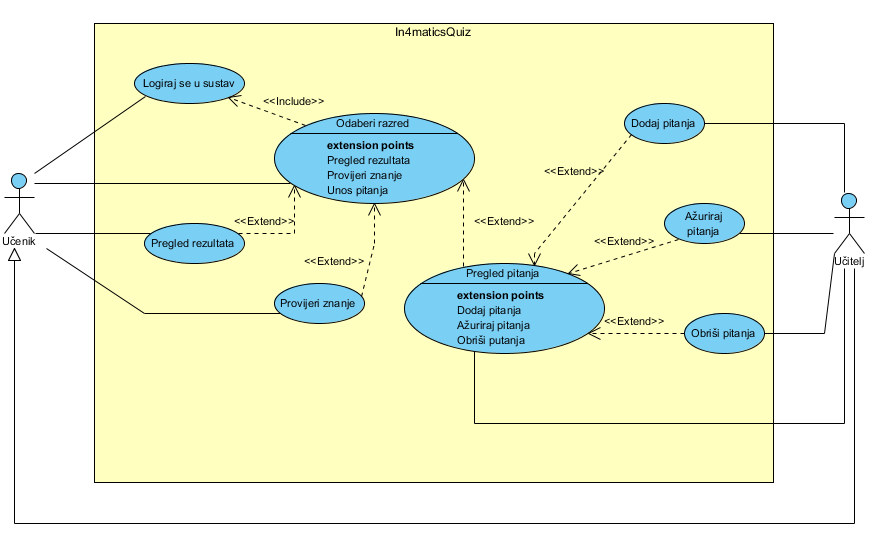 In4maticsQuiz
Logiraj se u sustav
<<Include>>
Odaberi razred
extension points
Pregled rezultata
Provijeri znanje
Unos pitanja
Dodaj pitanja
<<Extend>>
Učenik
Pregled rezultata
<<Extend>>
<<Extend>>
Ažuriraj
pitanja
<<Extend>>
Učitelj
<<Extend>>
Provijeri znanje
Pregled pitanja
extension points
Dodaj pitanja
Ažuriraj pitanja
Obriši putanja
<<Extend>>
Obriši pitanja